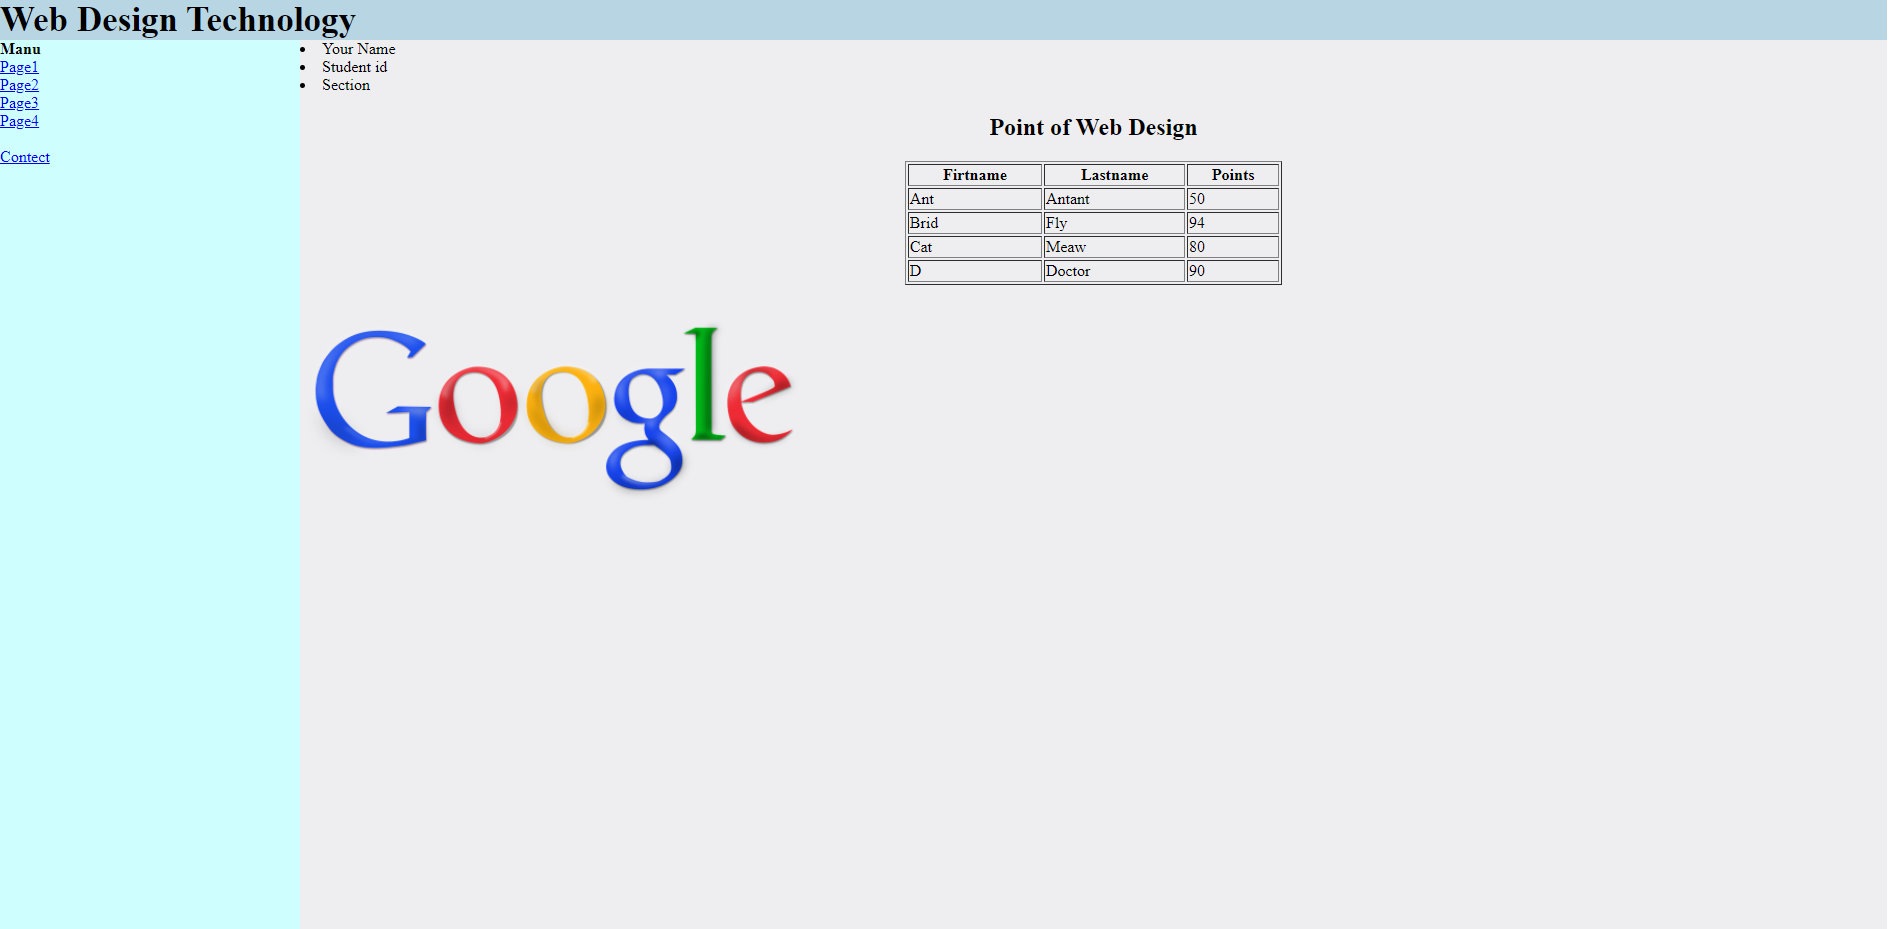 Web Design Technology
Manu
Page1
Page2
Page3
Page4
Contect
Your Name
Student id
Section
Point of Web Design
Firtname Lastname Points
Ant Antant 50
Brid Fly 94
Cat Meaw 80
D Doctor 90
Google